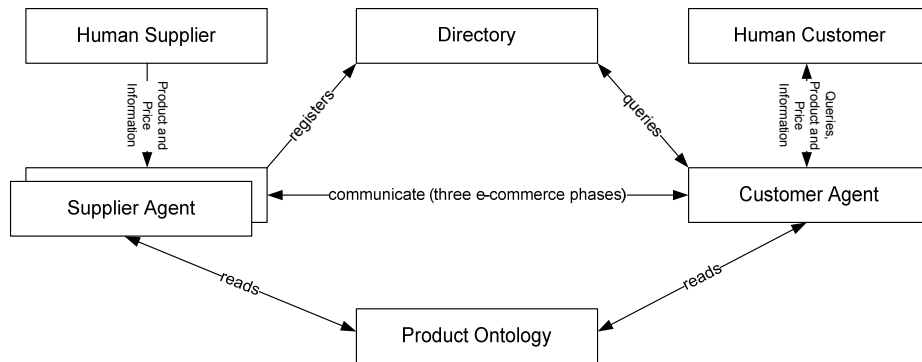 Human Supplier
Directory
Human Customer
Product and
Price
Information
registers
queries
Queries,
Product and
Price
Information
Supplier Agent
communicate (three e-commerce phases)
Customer Agent
reads
reads
Product Ontology